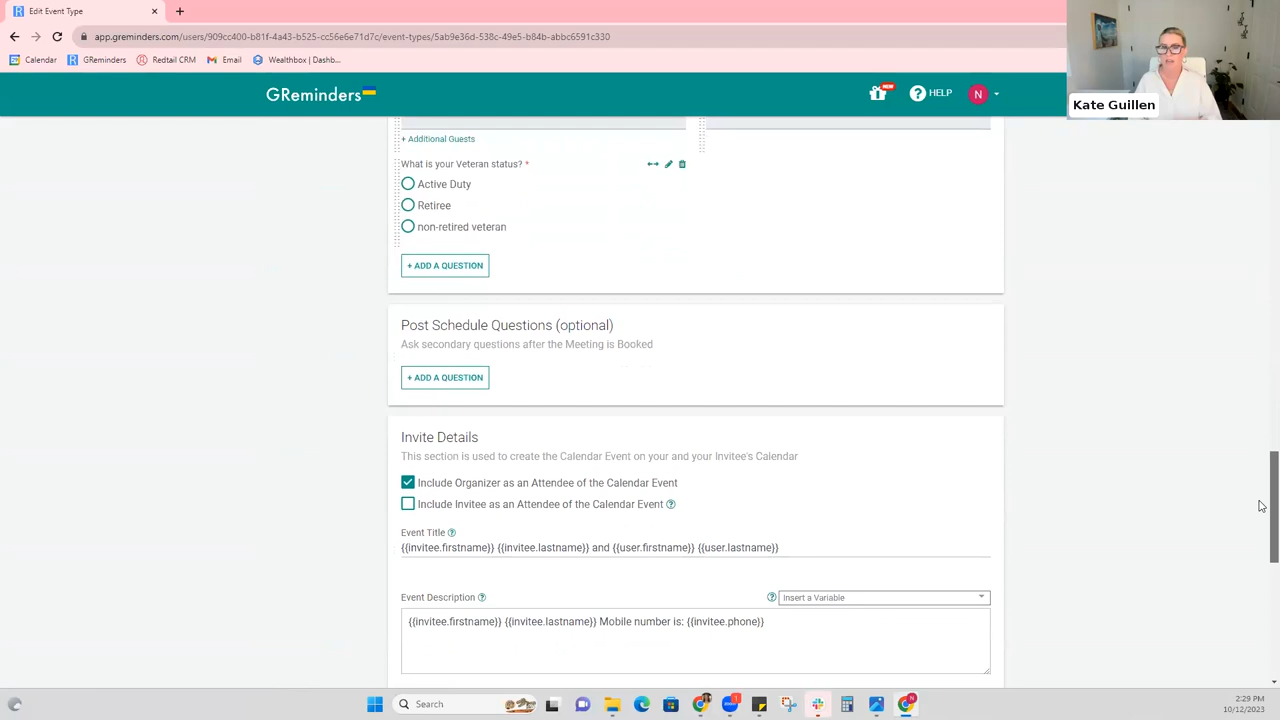 Edit Event Type
app.greminders.com/users/909cc400-b81f-4a43-b525-cc56e6e71d7c/event-types/5ab9e36d-538c-49e5-b84b-abbc6591c330
Calendar GReminders Redtail CRM Email Wealthbox | Dashb...
GReminders NEW HELP N
Kate Guillen
+ Additional Guests
What is your Veteran status? *
Active Duty
Retiree
non-retired veteran
+ ADD A QUESTION
Post Schedule Questions (optional)
Ask secondary questions after the Meeting is Booked
+ ADD A QUESTION
Invite Details
This section is used to create the Calendar Event on your and your Invitee's Calendar
Include Organizer as an Attendee of the Calendar Event
Include Invitee as an Attendee of the Calendar Event
Event Title
{{invitee.firstname}} {{invitee.lastname}} and {{user.firstname}} {{user.lastname}}
Event Description Insert a Variable
{{invitee.firstname}} {{invitee.lastname}} Mobile number is: {{invitee.phone}}
Search
2:29 PM
10/12/2023